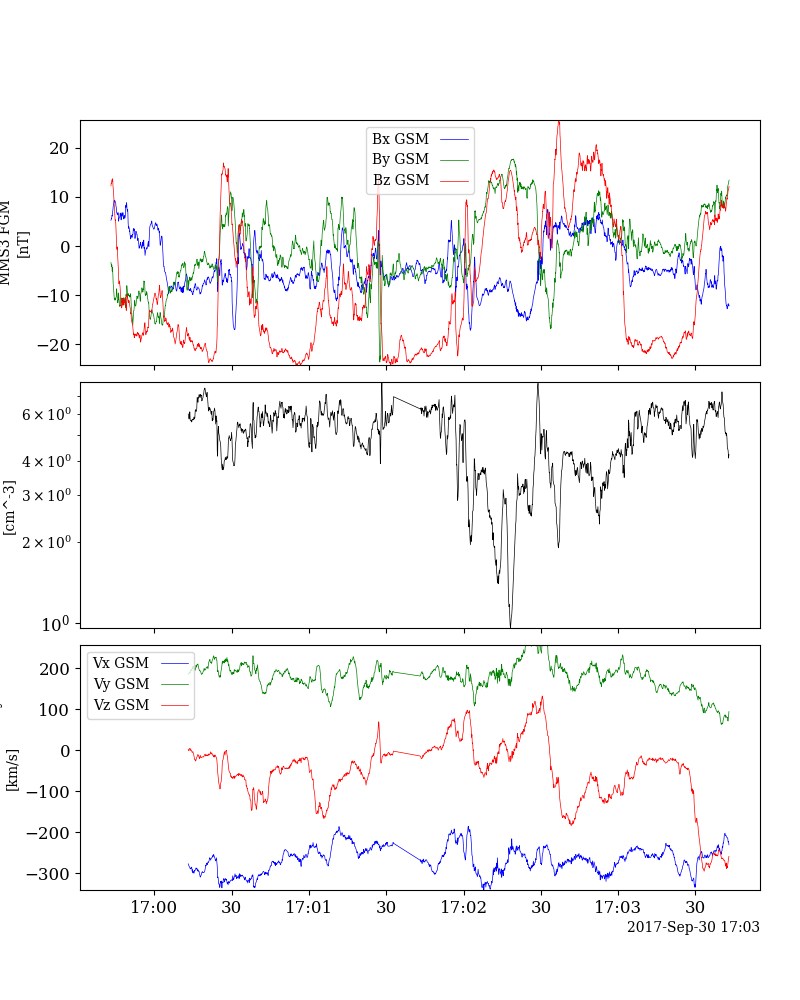 MMS3 FGM
[nT]
20
10
0
−10
−20
Bx GSM
By GSM
Bz GSM
[cm^-3]
6 × 10⁰
4 × 10⁰
3 × 10⁰
2 × 10⁰
10⁰
[km/s]
200
100
0
−100
−200
−300
Vx GSM
Vy GSM
Vz GSM
17:00
30
17:01
30
17:02
30
17:03
30
2017-Sep-30 17:03